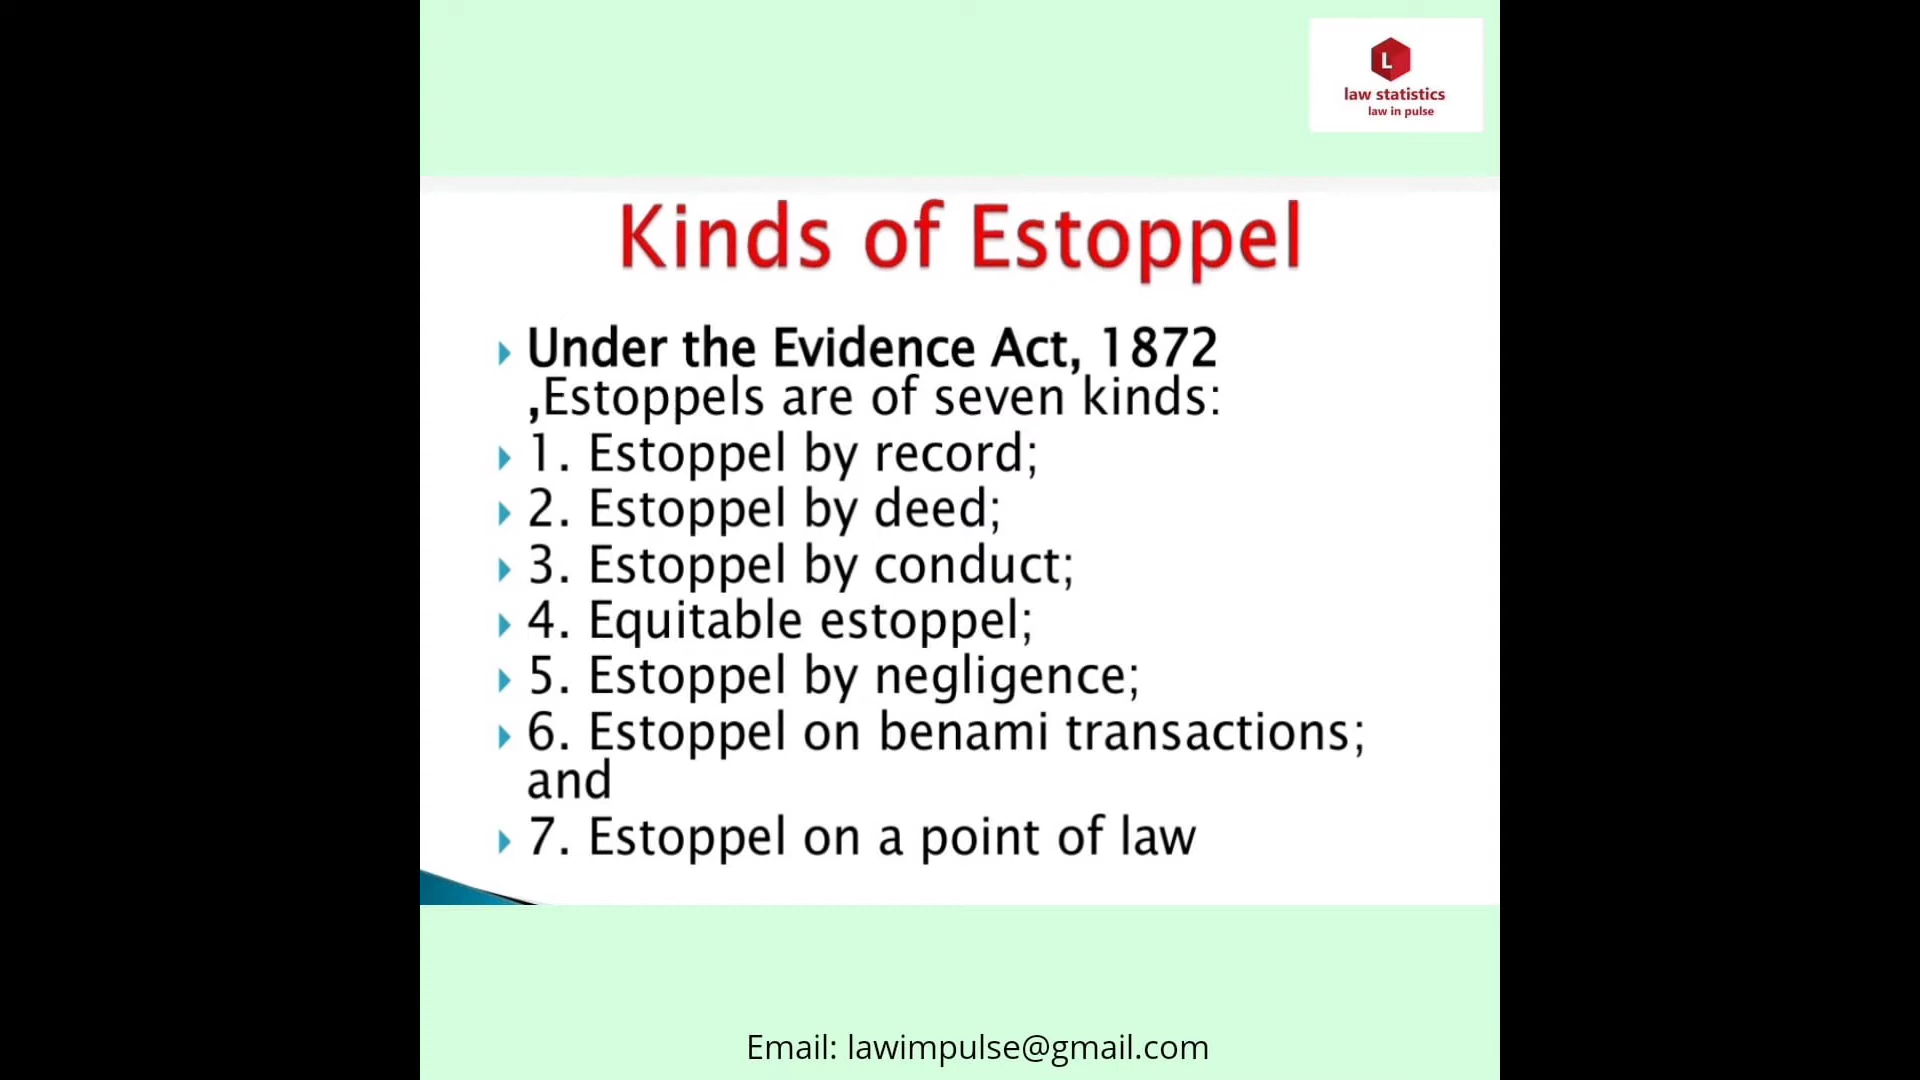 L
law statistics
law in pulse
Kinds of Estoppel
Under the Evidence Act, 1872
,Estoppels are of seven kinds:
1. Estoppel by record;
2. Estoppel by deed;
3. Estoppel by conduct;
4. Equitable estoppel;
5. Estoppel by negligence;
6. Estoppel on benami transactions;
and
7. Estoppel on a point of law
Email: lawimpulse@gmail.com